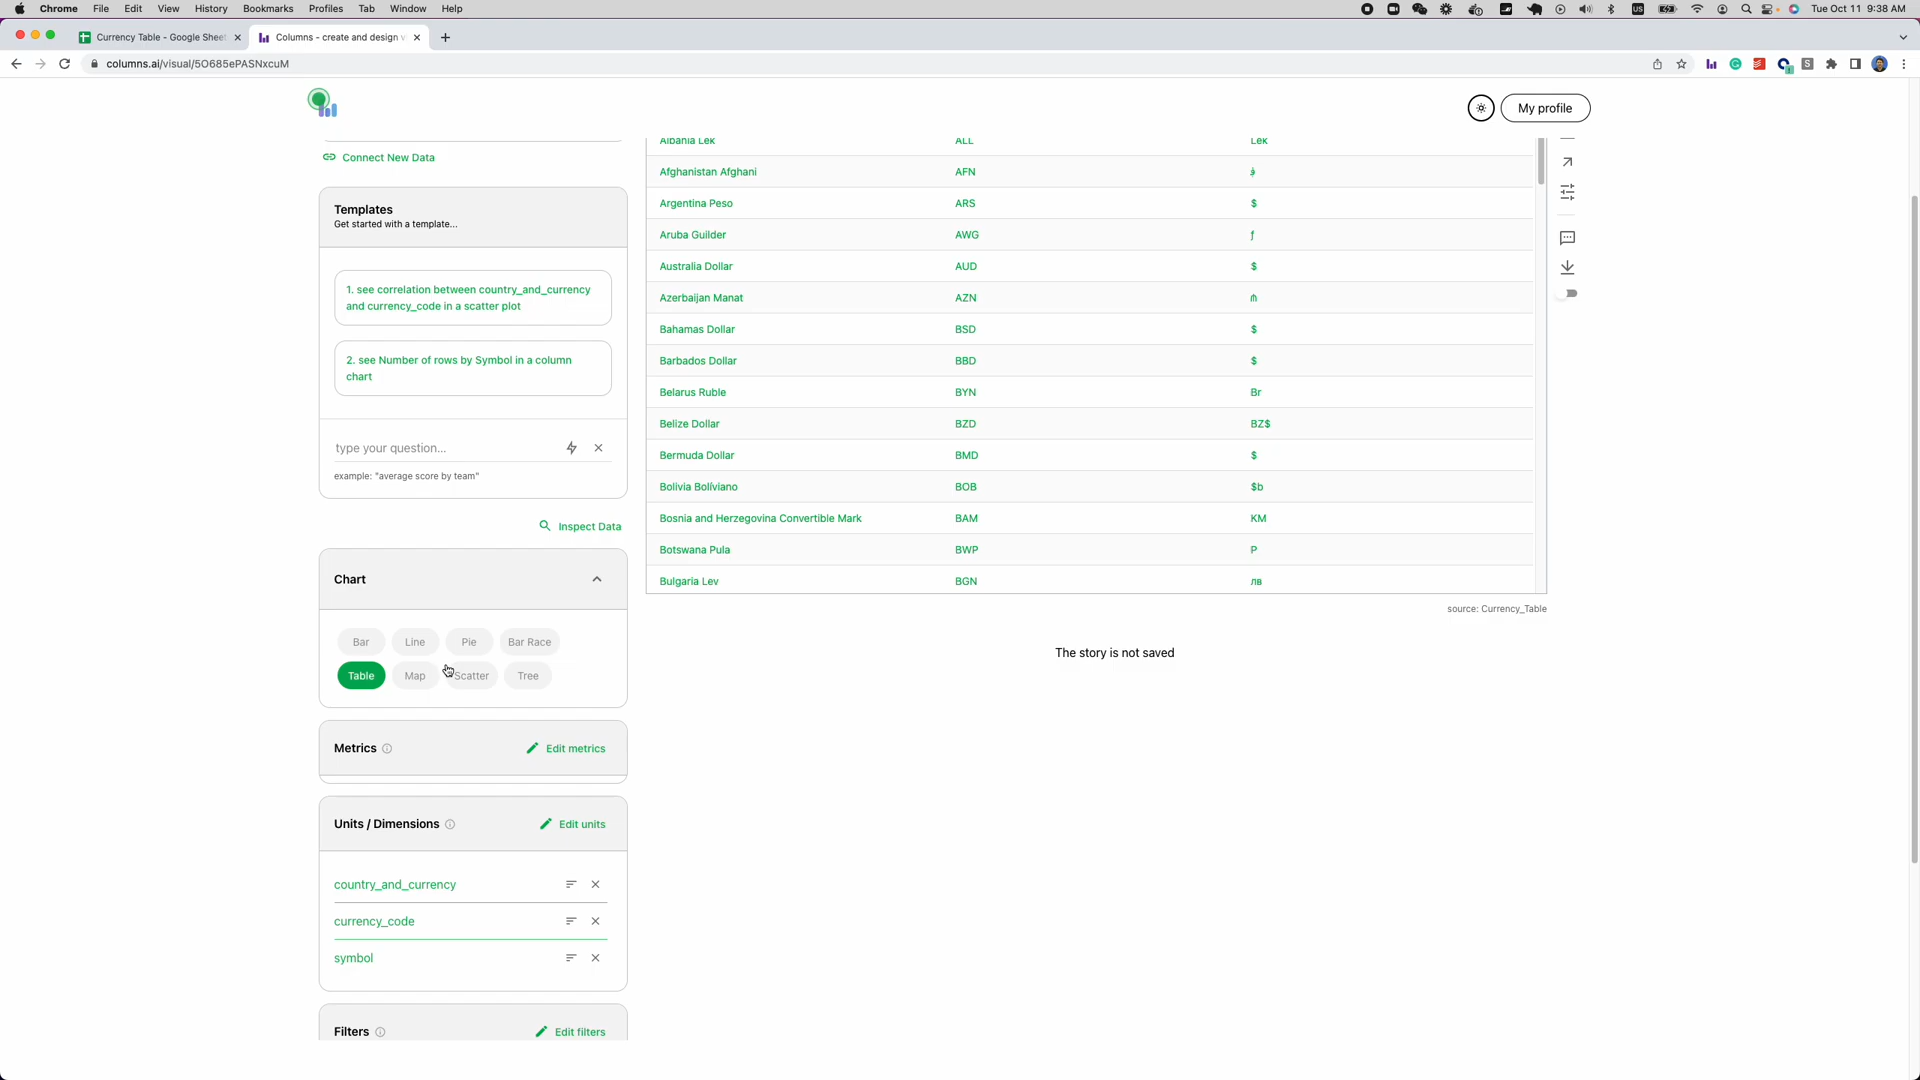 Chrome File Edit View History Bookmarks Profiles Tab Window Help
US
Tue Oct 11 9:38 AM
Currency Table - Google Sheet
Columns - create and design v
columns.ai/visual/5O685ePASNxcuM
My profile
Connect New Data
Templates
Get started with a template...
1. see correlation between country_and_currency
and currency_code in a scatter plot
2. see Number of rows by Symbol in a column
chart
type your question...
example: "average score by team"
Inspect Data
Chart
Bar Line Pie Bar Race
Table Map Scatter Tree
Metrics Edit metrics
Units / Dimensions Edit units
country_and_currency
currency_code
symbol
Filters Edit filters
Albania Lek ALL Lek
Afghanistan Afghani AFN ؋
Argentina Peso ARS $
Aruba Guilder AWG ƒ
Australia Dollar AUD $
Azerbaijan Manat AZN ₼
Bahamas Dollar BSD $
Barbados Dollar BBD $
Belarus Ruble BYN Br
Belize Dollar BZD BZ$
Bermuda Dollar BMD $
Bolivia Bolíviano BOB $b
Bosnia and Herzegovina Convertible Mark BAM KM
Botswana Pula BWP P
Bulgaria Lev BGN лв
source: Currency_Table
The story is not saved